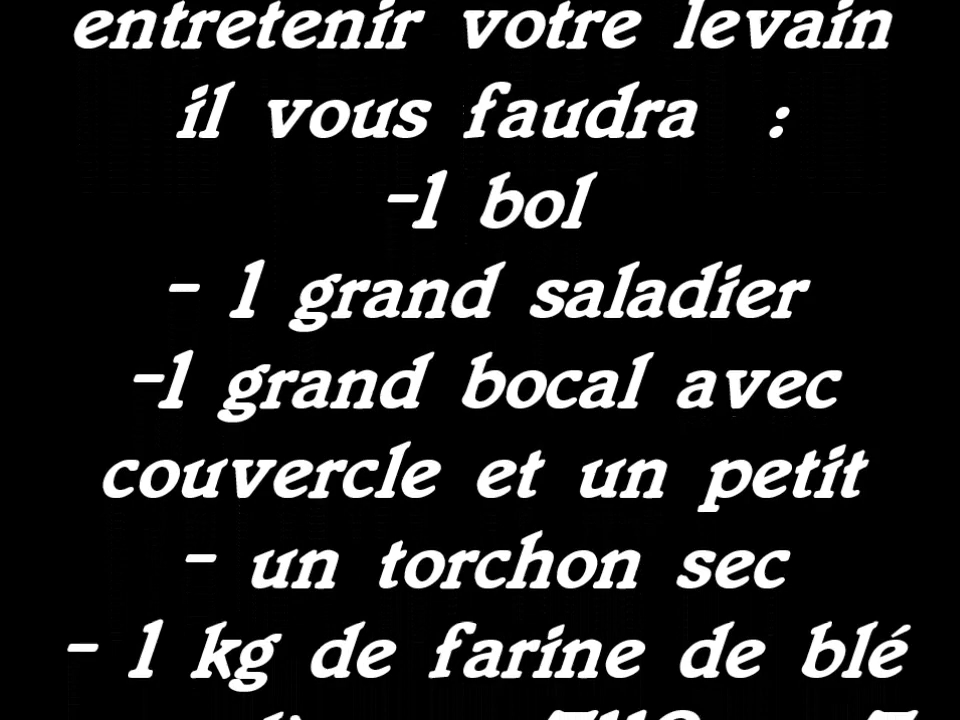 entretenir votre levain
il vous faudra :
-1 bol
- 1 grand saladier
-1 grand bocal avec
couvercle et un petit
- un torchon sec
- 1 kg de farine de blé